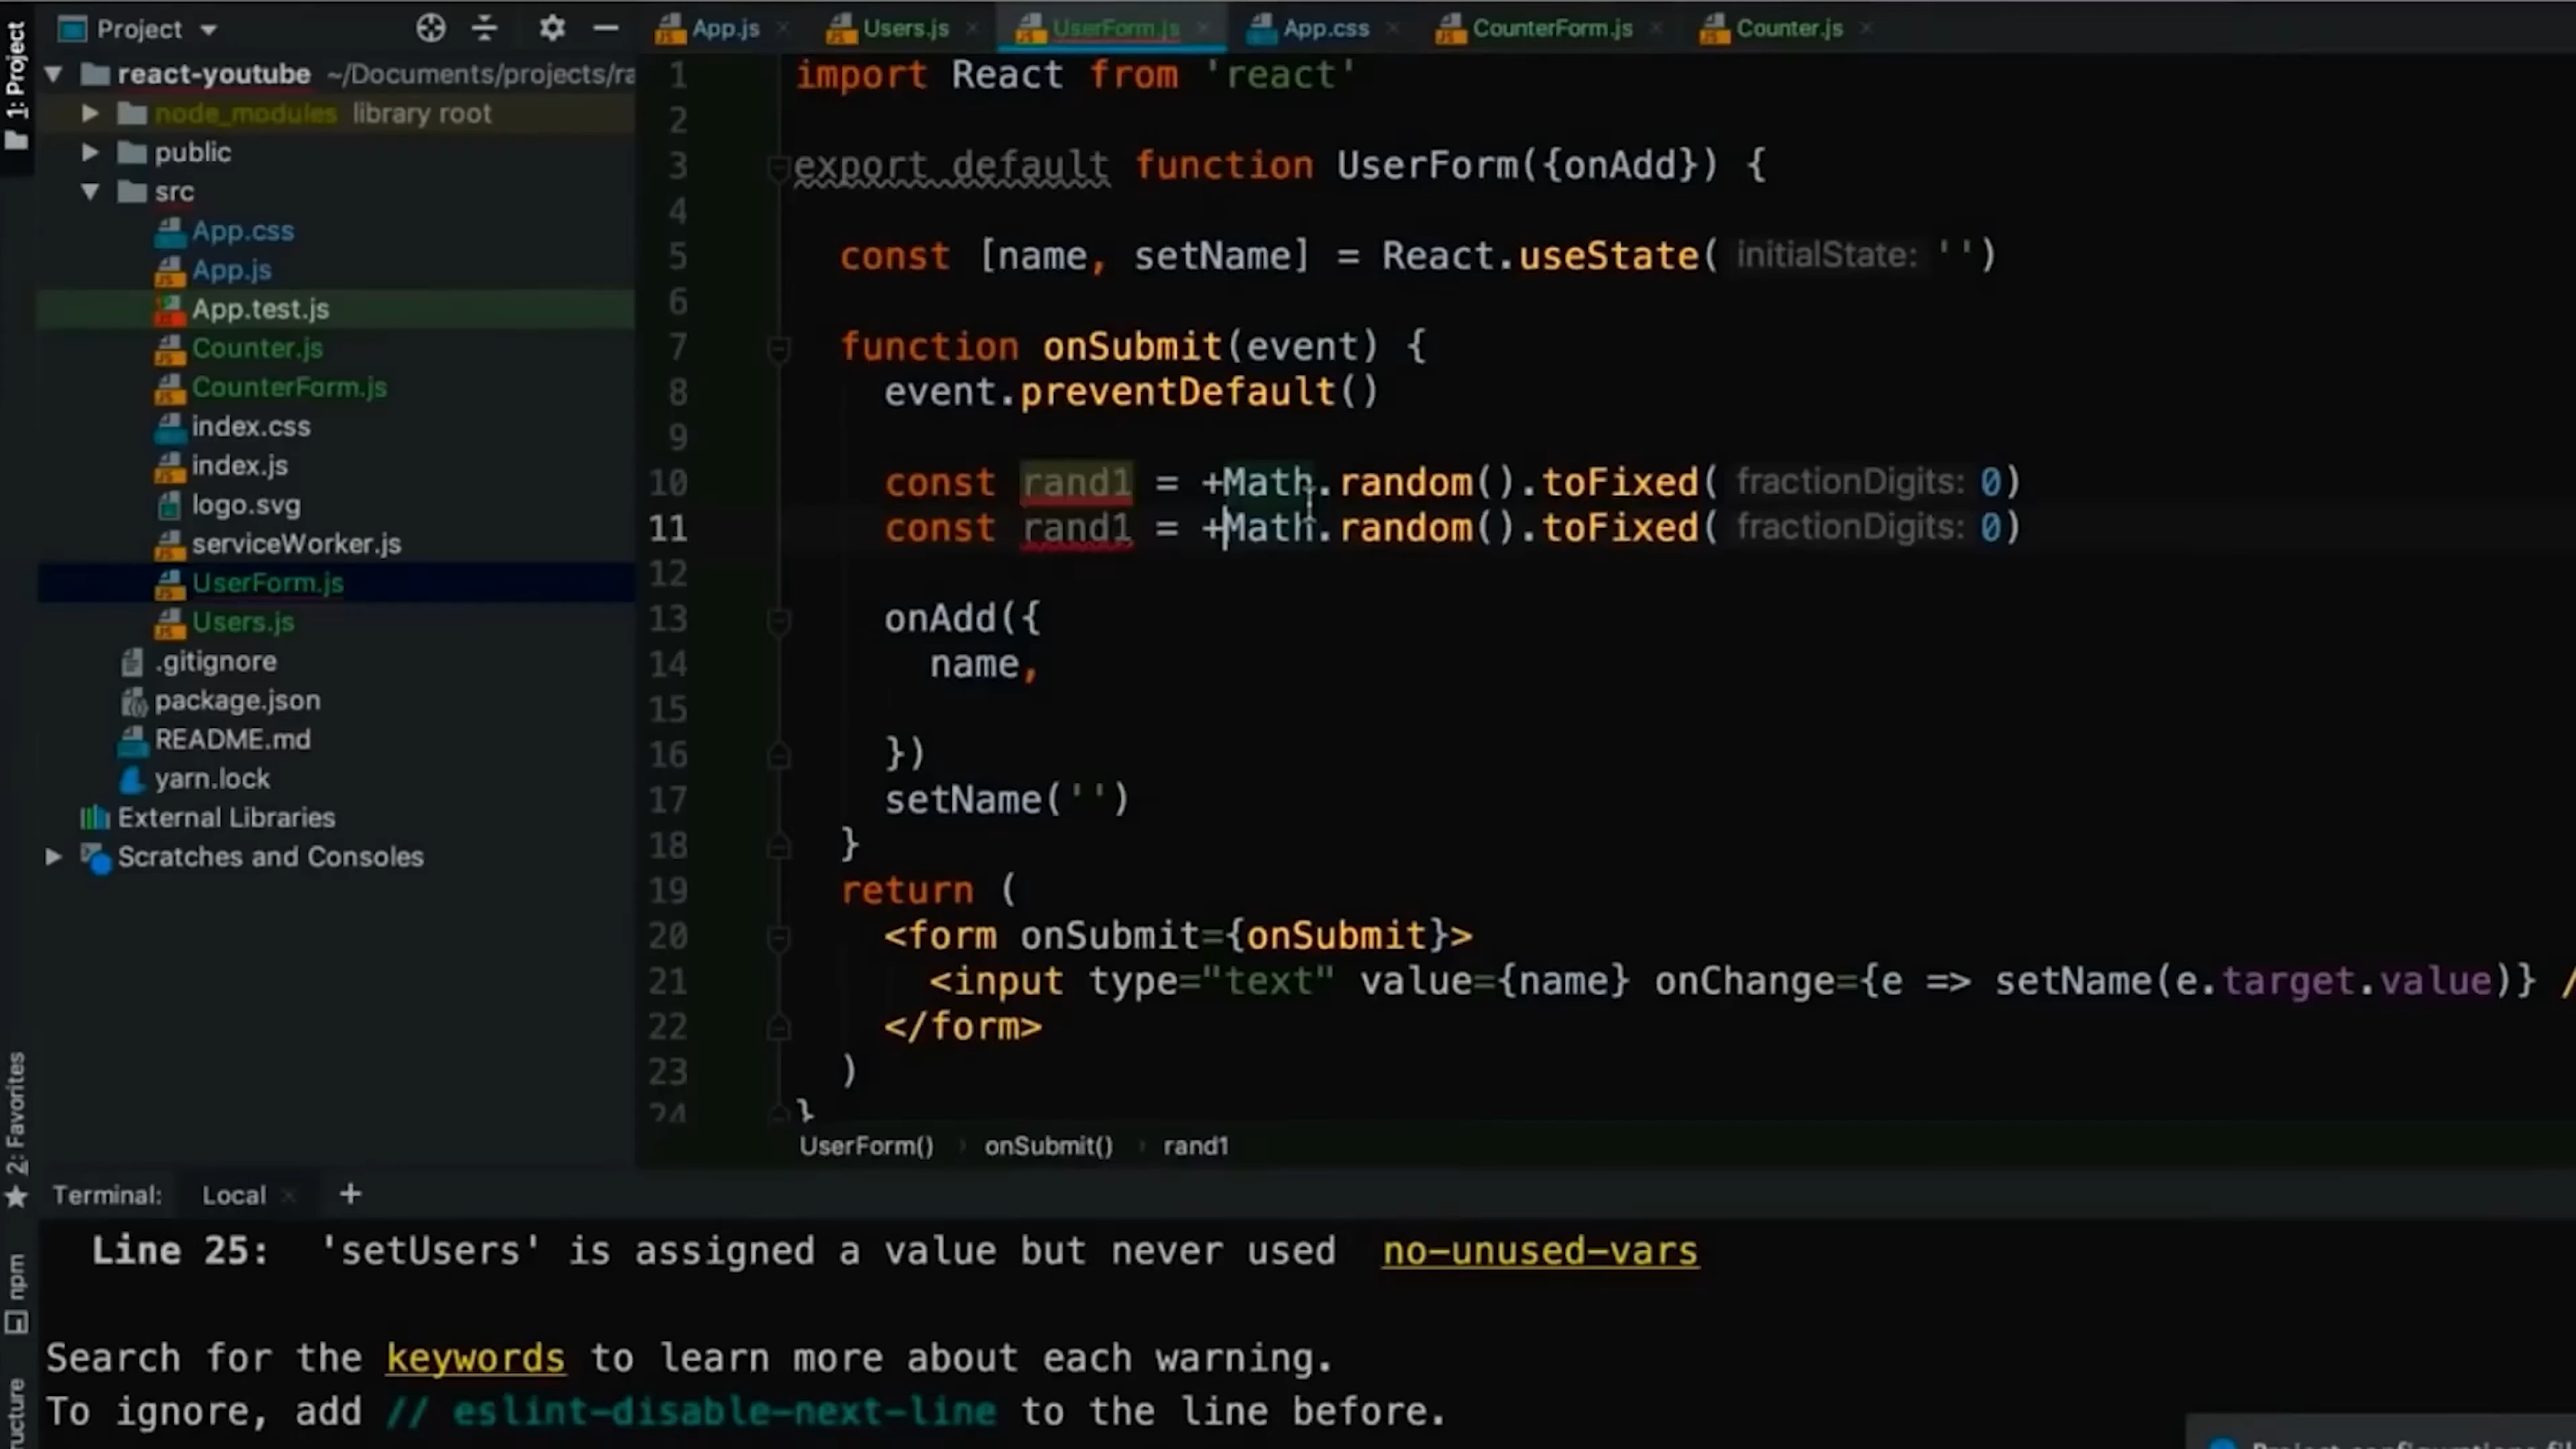 1: Project
Project
App.js
Users.js
UserForm.js
App.css
CounterForm.js
Counter.js
react-youtube ~/Documents/projects/ra
node_modules library root
public
src
App.css
App.js
App.test.js
Counter.js
CounterForm.js
index.css
index.js
logo.svg
serviceWorker.js
UserForm.js
Users.js
.gitignore
package.json
README.md
yarn.lock
External Libraries
Scratches and Consoles
1 import React from 'react'
2
3 export default function UserForm({onAdd}) {
4
5 const [name, setName] = React.useState( initialState: '')
6
7 function onSubmit(event) {
8 event.preventDefault()
9
10 const rand1 = +Math.random().toFixed( fractionDigits: 0)
11 const rand1 = +Math.random().toFixed( fractionDigits: 0)
12
13 onAdd({
14 name,
15
16 })
17 setName('')
18 }
19 return (
20 <form onSubmit={onSubmit}>
21 <input type="text" value={name} onChange={e => setName(e.target.value)} /
22 </form>
23 )
24 }
UserForm() onSubmit() rand1
2: Favorites
npm
ructure
Terminal: Local +
Line 25: 'setUsers' is assigned a value but never used no-unused-vars
Search for the keywords to learn more about each warning.
To ignore, add // eslint-disable-next-line to the line before.